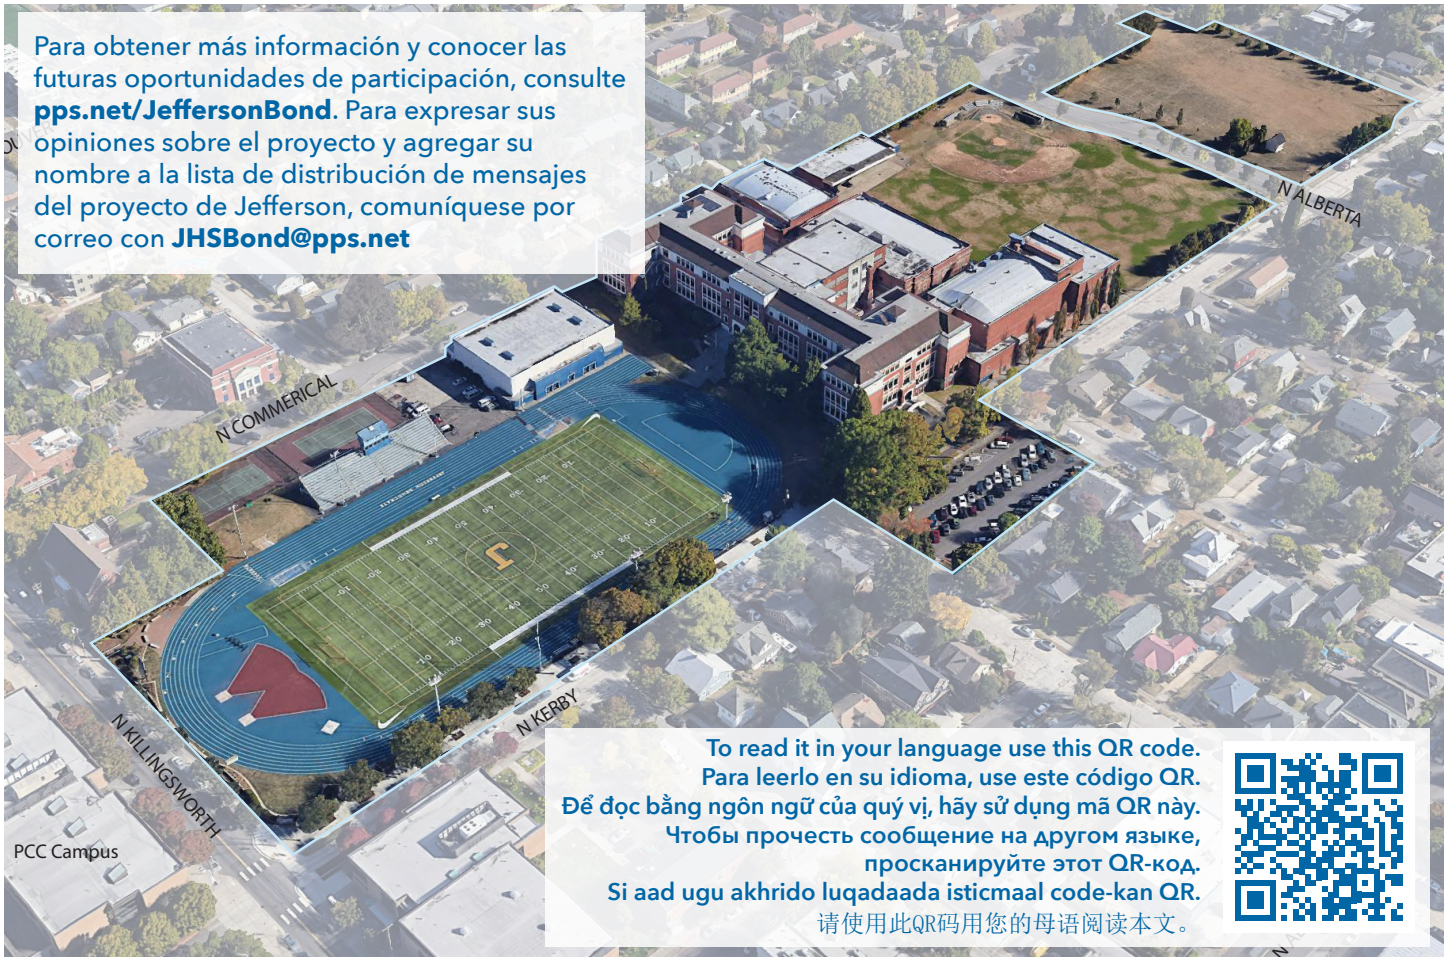 Para obtener más información y conocer las
futuras oportunidades de participación, consulte
pps.net/JeffersonBond. Para expresar sus
opiniones sobre el proyecto y agregar su
nombre a la lista de distribución de mensajes
del proyecto de Jefferson, comuníquese por
correo con JHSBond@pps.net
N ALBERTA
N COMMERICAL
J
N KERBY
N KILLINGSWORTH
PCC Campus
To read it in your language use this QR code.
Para leerlo en su idioma, use este código QR.
Để đọc bằng ngôn ngữ của quý vị, hãy sử dụng mã QR này.
Чтобы прочесть сообщение на другом языке,
просканируйте этот QR-код.
Si aad ugu akhrido luqadaada isticmaal code-kan QR.
请使用此QR码用您的母语阅读本文。